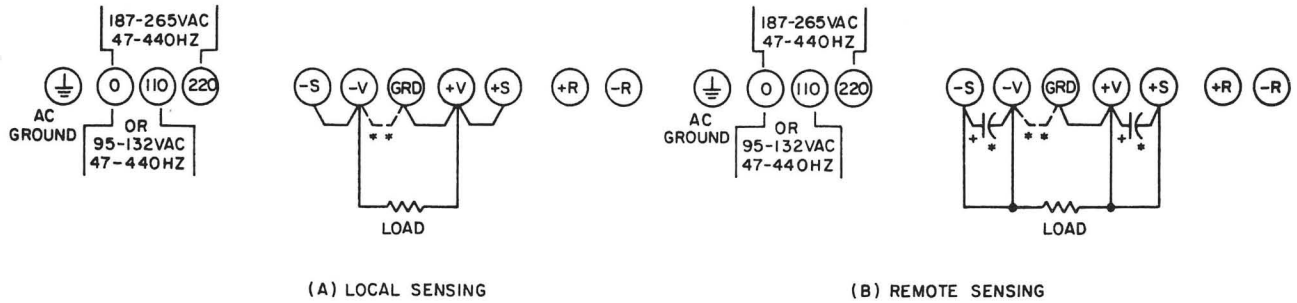 187-265VAC
47-440HZ
0 110 220
AC
GROUND
OR
95-132VAC
47-440HZ
-S -V GRD +V +S +R -R
* *
LOAD
(A) LOCAL SENSING
187-265VAC
47-440HZ
0 110 220
AC
GROUND
OR
95-132VAC
47-440HZ
-S -V GRD +V +S +R -R
+ * * * + *
LOAD
(B) REMOTE SENSING